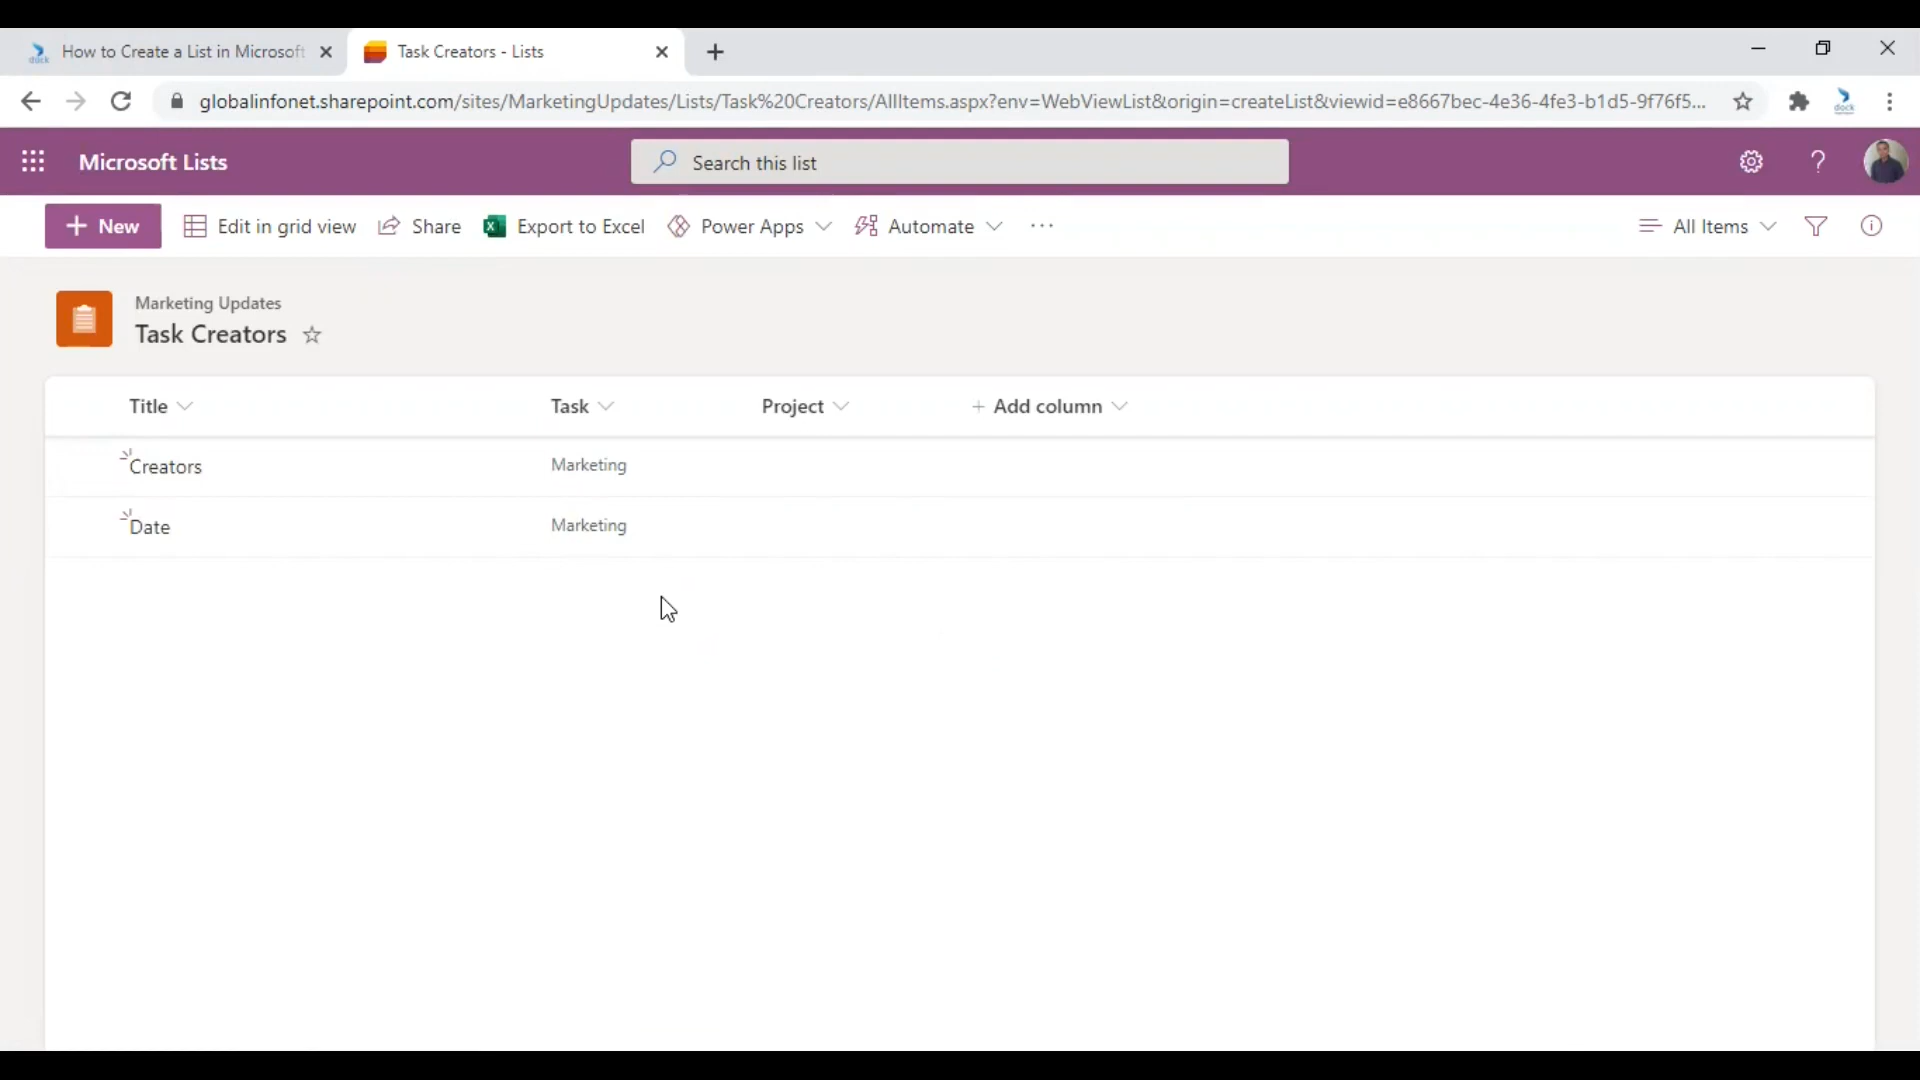 How to Create a List in Microsoft
Task Creators - Lists
globalinfonet.sharepoint.com/sites/MarketingUpdates/Lists/Task%20Creators/AllItems.aspx?env=WebViewList&origin=createList&viewid=e8667bec-4e36-4fe3-b1d5-9f76f5...
dock
dock
Microsoft Lists
Search this list
New
Edit in grid view
Share
Export to Excel
Power Apps
Automate
All Items
Marketing Updates
Task Creators
Title
Task
Project
Add column
Creators
Marketing
Date
Marketing